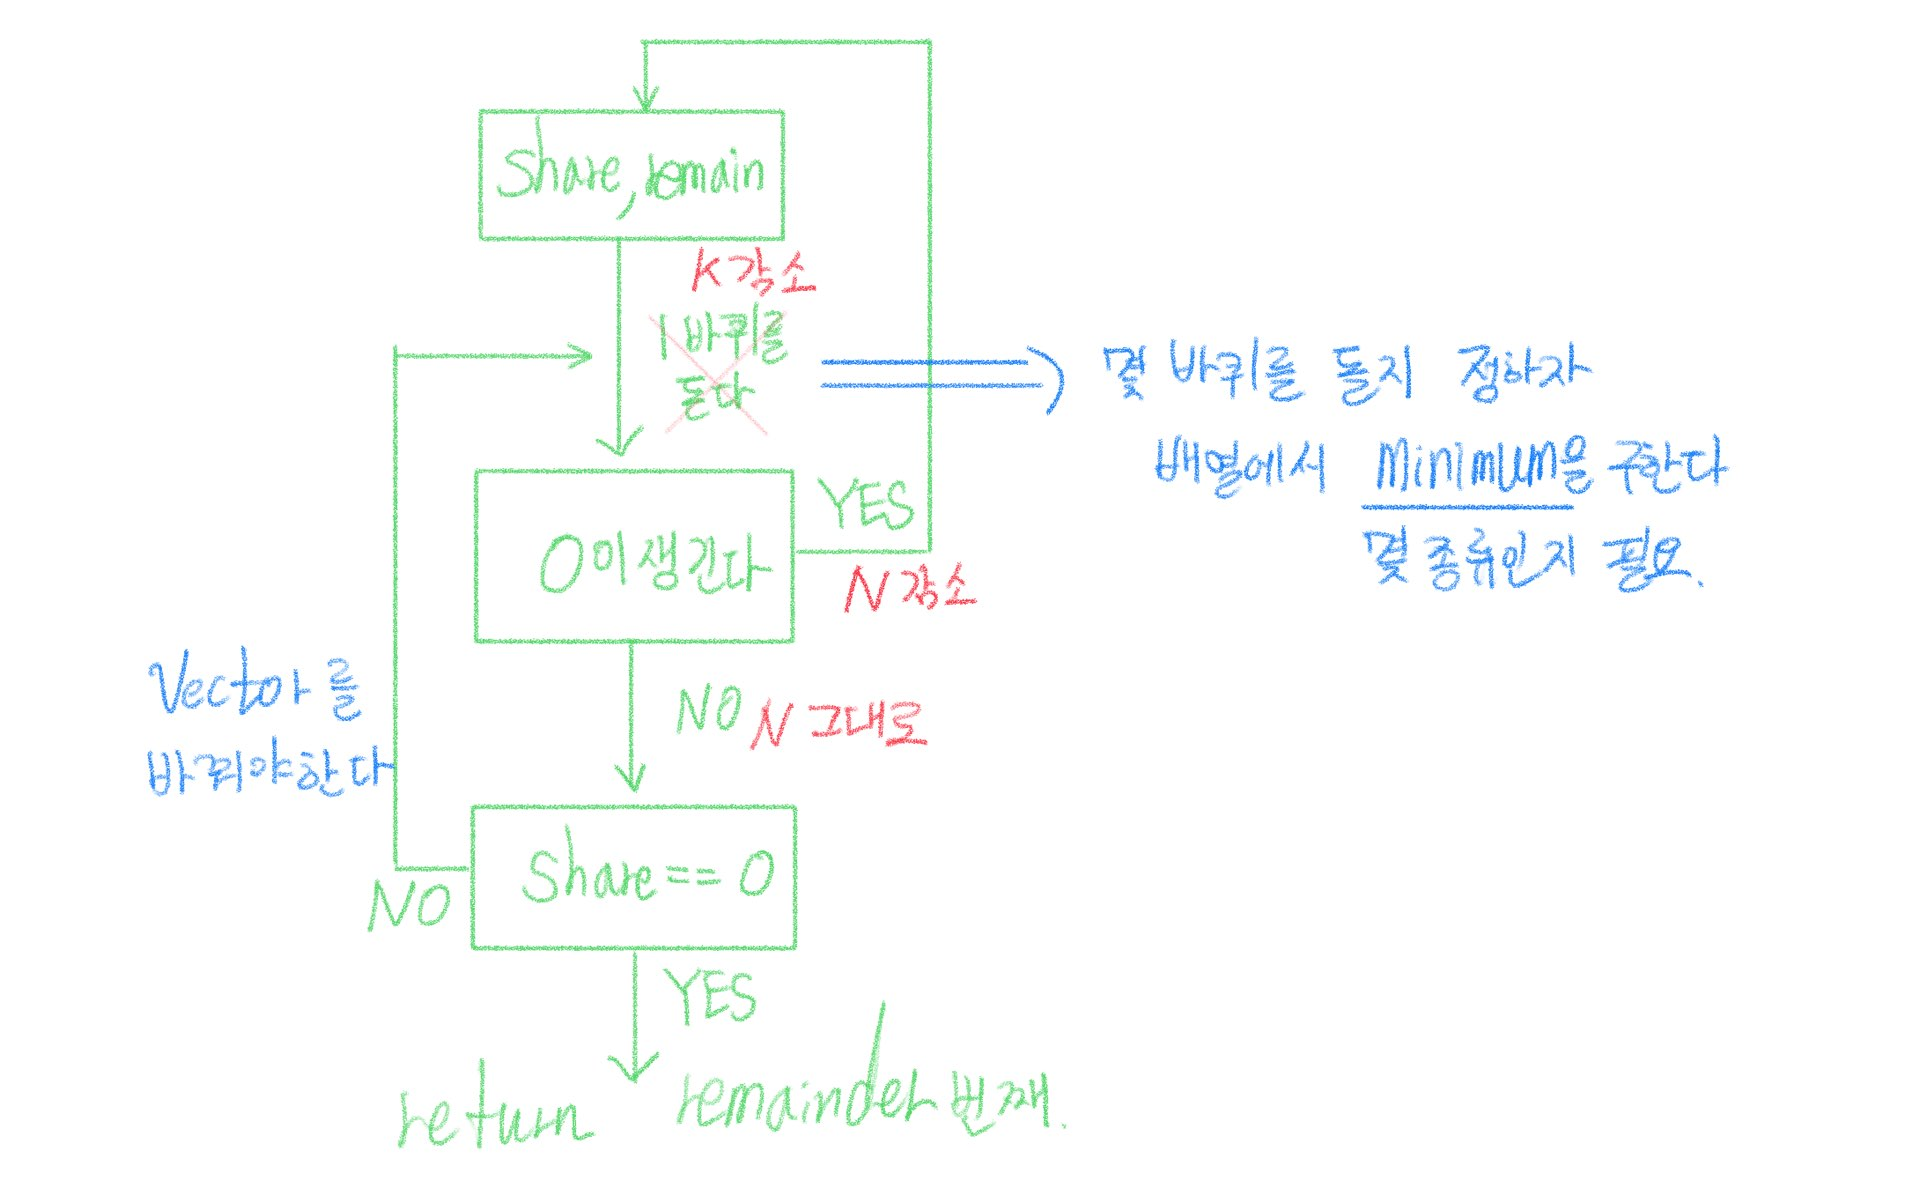 Share, remain
K 감소
1 바퀴를
돌다
몇 바퀴를 돌지 정하자
배열에서 minimum을 구한다
몇 종류인지 필요.
YES
0이 생긴다
N 감소
Vector를
바꿔야한다
NO N 그대로
Share == 0
NO
YES
return remainder 번째.